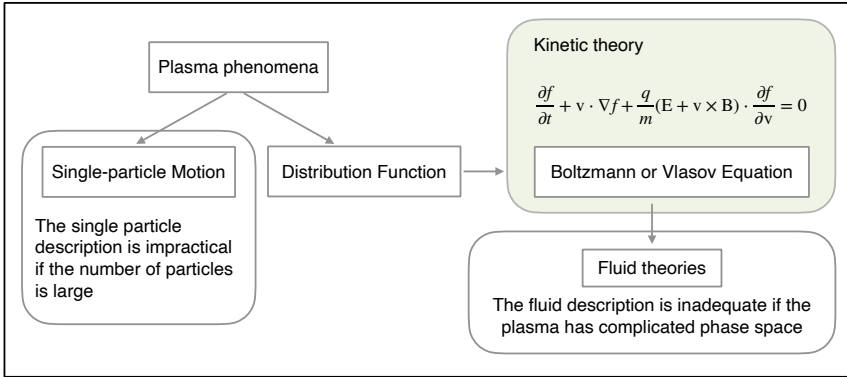 Plasma phenomena
Kinetic theory
∂f/∂t + v · ∇f + q/m (E + v × B) · ∂f/∂v = 0
Single-particle Motion
Distribution Function
Boltzmann or Vlasov Equation
The single particle
description is impractical
if the number of particles
is large
Fluid theories
The fluid description is inadequate if the
plasma has complicated phase space